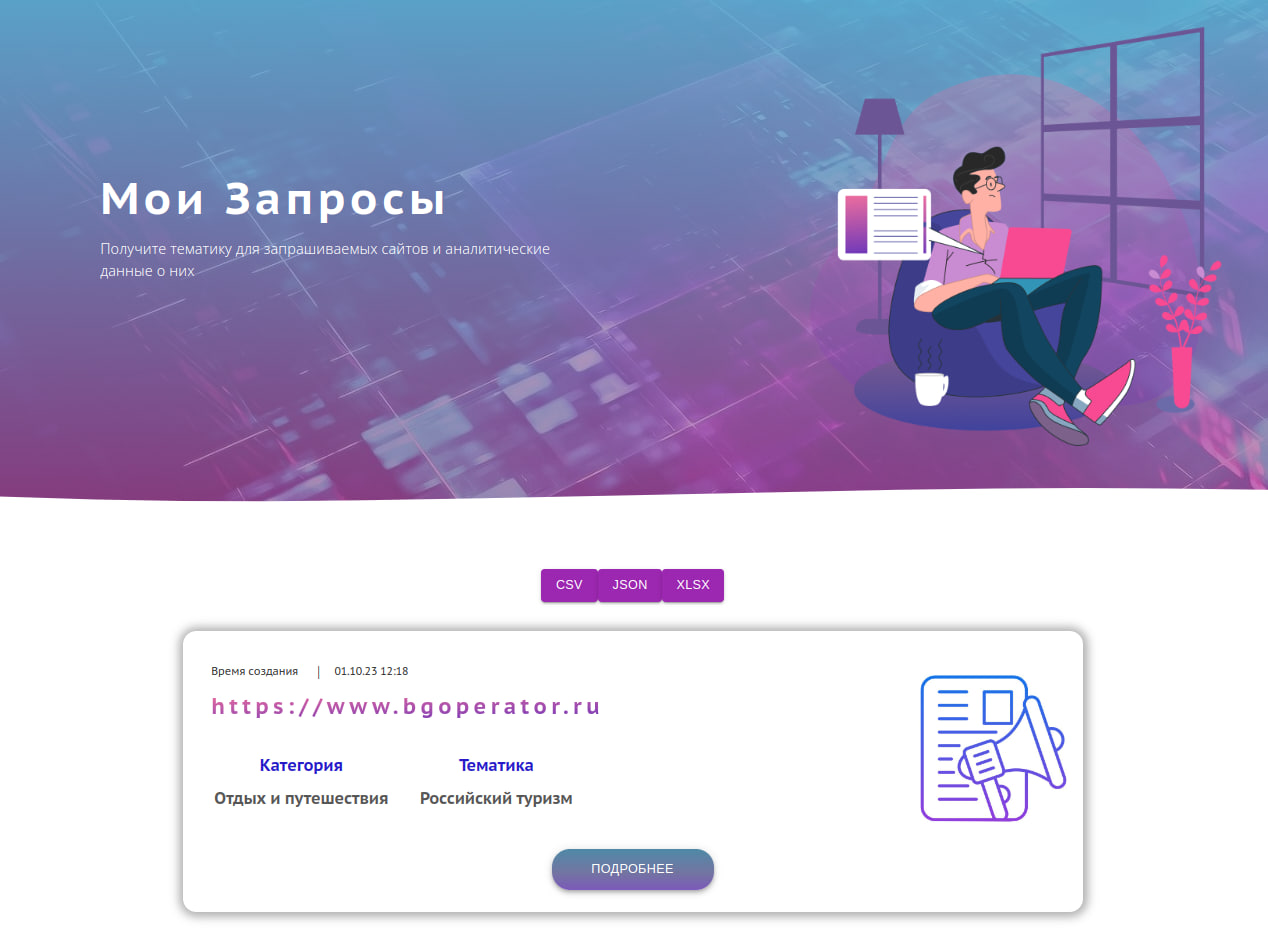 Мои Запросы
Получите тематику для запрашиваемых сайтов и аналитические
данные о них
CSV JSON XLSX
Время создания | 01.10.23 12:18
https://www.bgoperator.ru
Категория Тематика
Отдых и путешествия Российский туризм
ПОДРОБНЕЕ